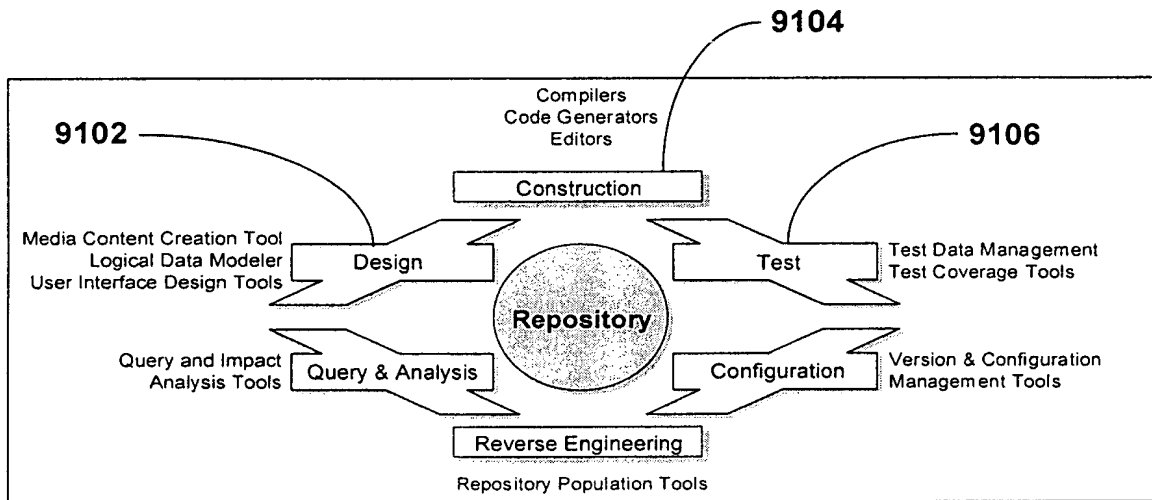 9104
Compilers
Code Generators
Editors
9102
9106
Construction
Media Content Creation Tool
Logical Data Modeler
User Interface Design Tools
Design
Test
Test Data Management
Test Coverage Tools
Repository
Query and Impact
Analysis Tools
Query & Analysis
Configuration
Version & Configuration
Management Tools
Reverse Engineering
Repository Population Tools